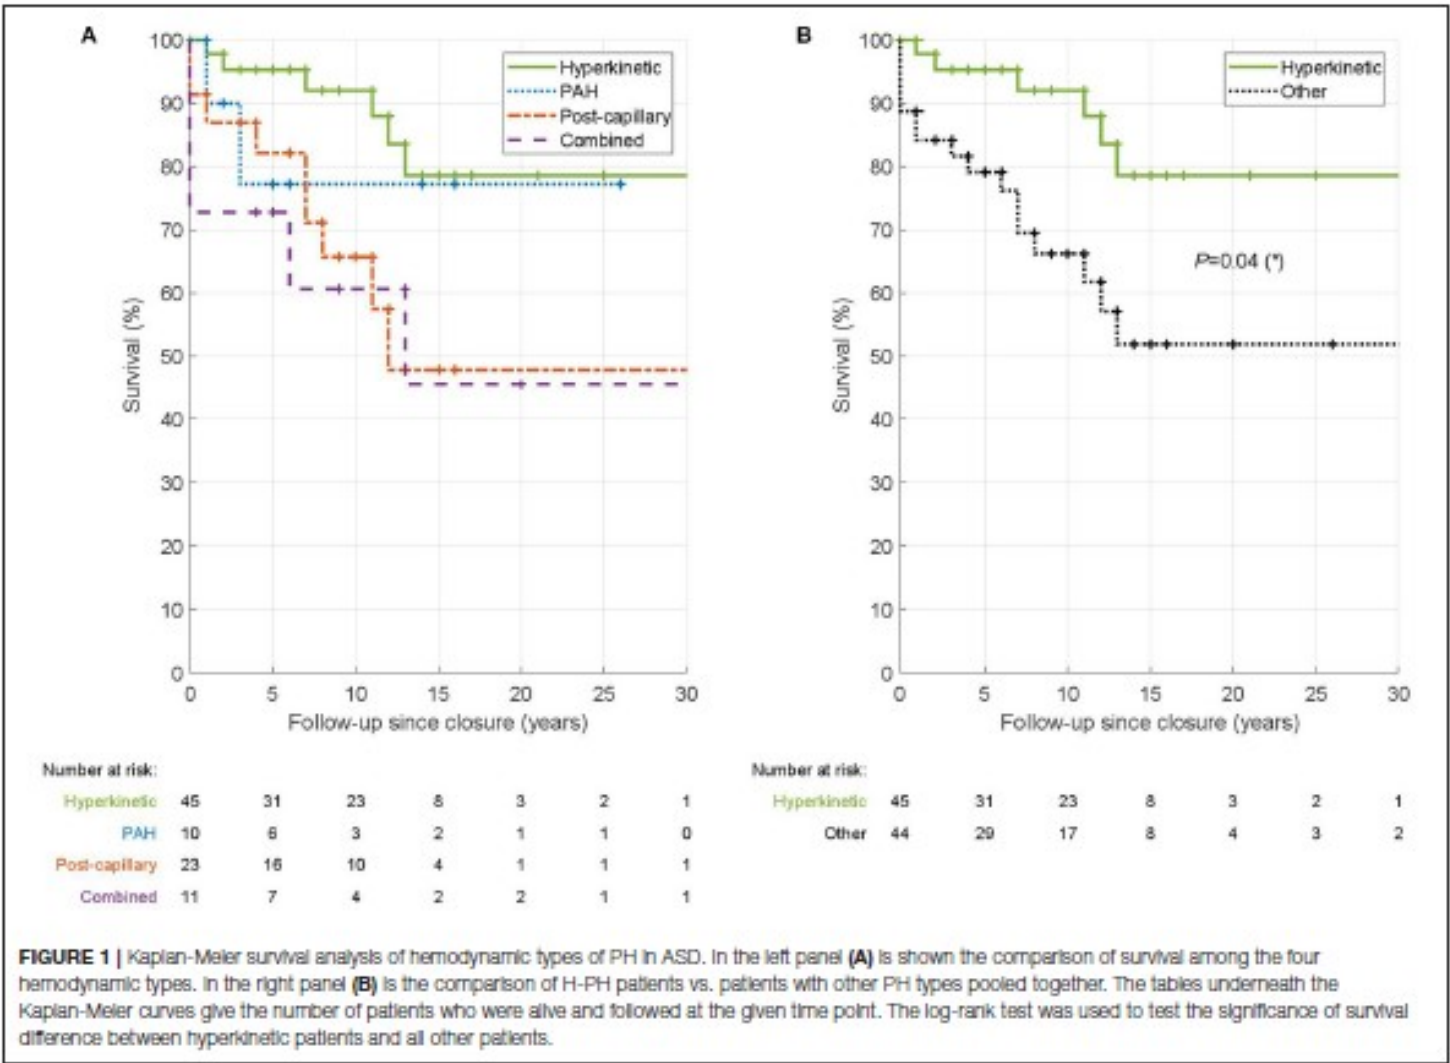 A
100
90
80
70
60
50
40
30
20
10
0
Survival (%)
0 5 10 15 20 25 30
Follow-up since closure (years)
Hyperkinetic
PAH
Post-capillary
Combined
B
100
90
80
70
60
50
40
30
20
10
0
Survival (%)
0 5 10 15 20 25 30
Follow-up since closure (years)
Hyperkinetic
Other
P=0.04 (*)
Number at risk:
Hyperkinetic 45 31 23 8 3 2 1
PAH 10 6 3 2 1 1 0
Post-capillary 23 16 10 4 1 1 1
Combined 11 7 4 2 2 1 1
Number at risk:
Hyperkinetic 45 31 23 8 3 2 1
Other 44 29 17 8 4 3 2
FIGURE 1 | Kaplan-Meier survival analysis of hemodynamic types of PH in ASD. In the left panel (A) is shown the comparison of survival among the four
hemodynamic types. In the right panel (B) is the comparison of H-PH patients vs. patients with other PH types pooled together. The tables underneath the
Kaplan-Meier curves give the number of patients who were alive and followed at the given time point. The log-rank test was used to test the significance of survival
difference between hyperkinetic patients and all other patients.